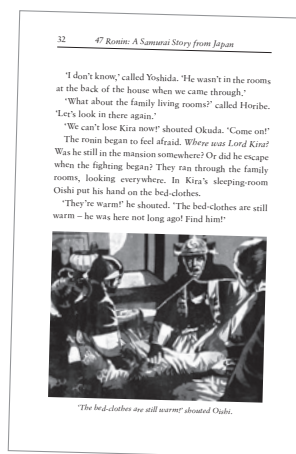 32
47 Ronin: A Samurai Story from Japan
'I don't know,' called Yoshida. 'He wasn't in the rooms
at the back of the house when we came through.'
'What about the family living rooms?' called Horibe.
'Let's look in there again.'
'We can't lose Kira now!' shouted Okuda. 'Come on!'
The ronin began to feel afraid. Where was Lord Kira?
Was he still in the mansion somewhere? Or did he escape
when the fighting began? They ran through the family
rooms, looking everywhere. In Kira's sleeping-room
Oishi put his hand on the bed-clothes.
'They're warm!' he shouted. 'The bed-clothes are still
warm – he was here not long ago! Find him!'
'The bed-clothes are still warm!' shouted Oishi.